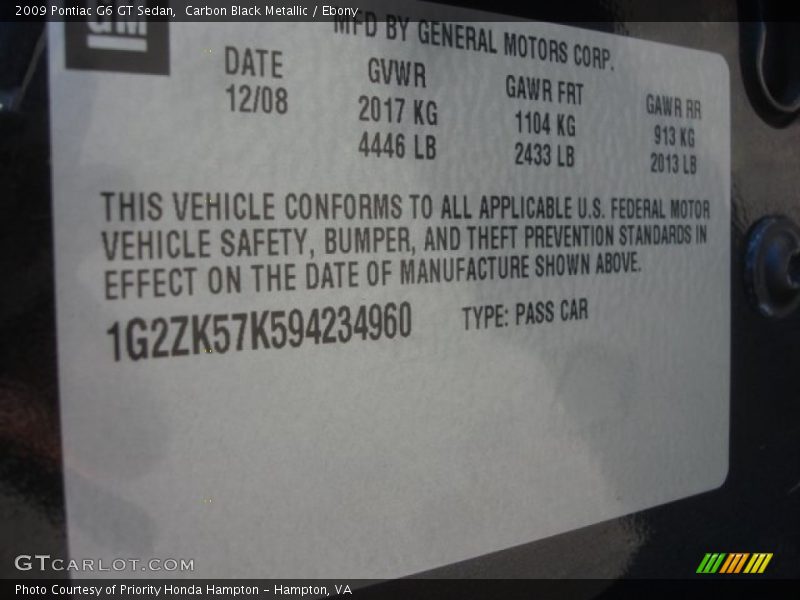 2009 Pontiac G6 GT Sedan, Carbon Black Metallic / Ebony
GM
MFD BY GENERAL MOTORS CORP.
DATE GVWR GAWR FRT GAWR RR
12/08 2017 KG 1104 KG 913 KG
4446 LB 2433 LB 2013 LB
THIS VEHICLE CONFORMS TO ALL APPLICABLE U.S. FEDERAL MOTOR
VEHICLE SAFETY, BUMPER, AND THEFT PREVENTION STANDARDS IN
EFFECT ON THE DATE OF MANUFACTURE SHOWN ABOVE.
1G2ZK57K594234960 TYPE: PASS CAR
GTCARLOT.COM
Photo Courtesy of Priority Honda Hampton - Hampton, VA